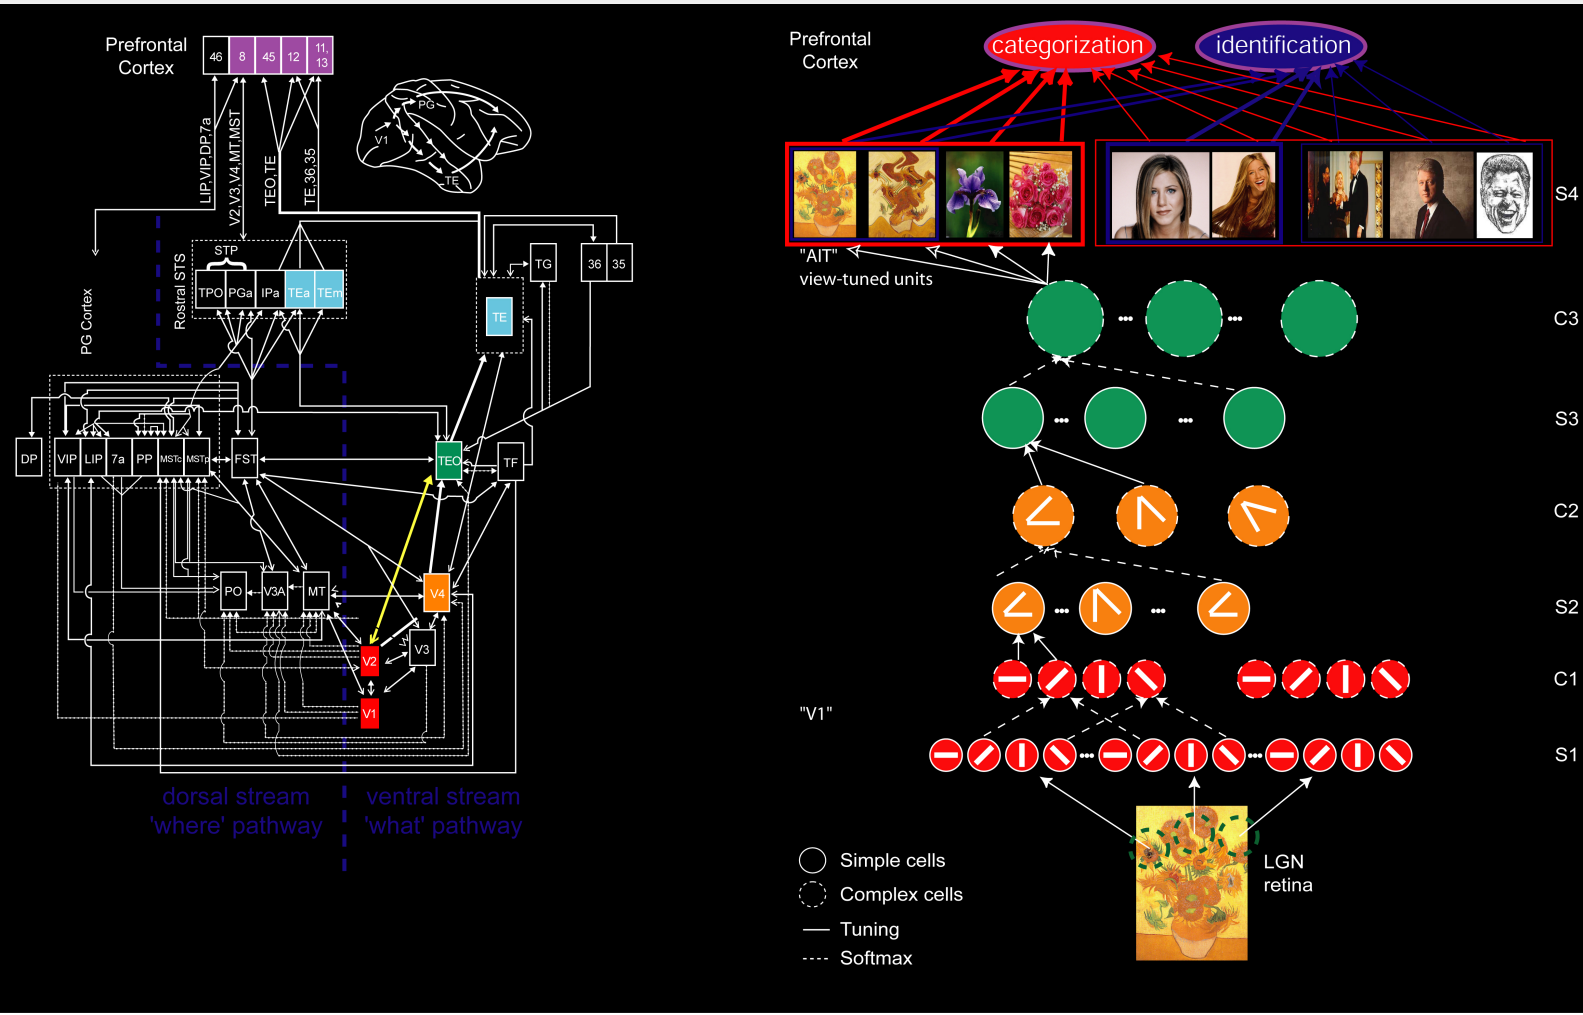 Prefrontal
Cortex
46
8
45
12
11,
13
LIP,VIP,DP,7a
V2,V3,V4,MT,MST
TEO,TE
TE,36,35
PG
V1
TE
PG Cortex
Rostral STS
STP
TPO
PGa
IPa
TEa
TEm
TG
36
35
TE
DP
VIP
LIP
7a
PP
MSTc
MSTp
FST
TEO
TF
PO
V3A
MT
V4
V2
V3
V1
dorsal stream
'where' pathway
ventral stream
'what' pathway
Prefrontal
Cortex
categorization
identification
S4
"AIT"
view-tuned units
C3
S3
C2
S2
C1
"V1"
S1
LGN
retina
Simple cells
Complex cells
Tuning
Softmax